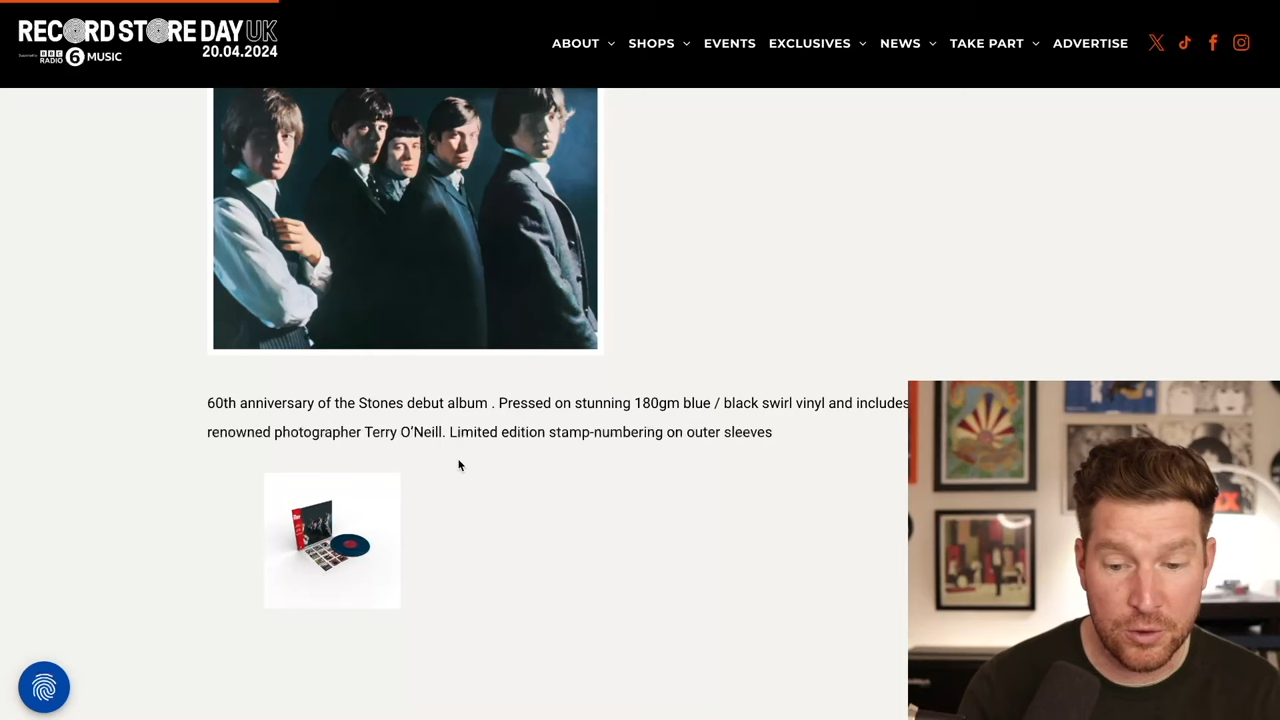 RECORD STORE DAY UK
BBC RADIO 6 MUSIC
20.04.2024
ABOUT
SHOPS
EVENTS
EXCLUSIVES
NEWS
TAKE PART
ADVERTISE
60th anniversary of the Stones debut album . Pressed on stunning 180gm blue / black swirl vinyl and includes
renowned photographer Terry O’Neill. Limited edition stamp-numbering on outer sleeves